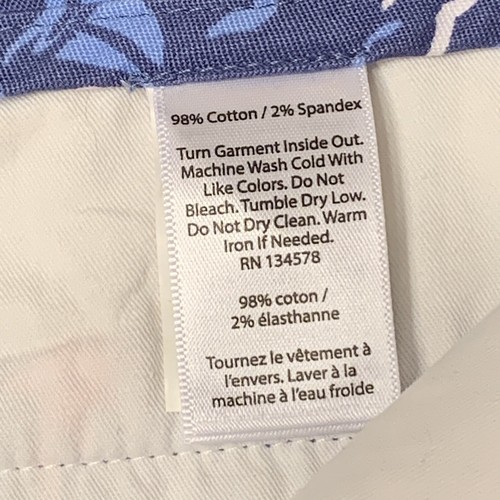 98% Cotton / 2% Spandex
Turn Garment Inside Out.
Machine Wash Cold With
Like Colors. Do Not
Bleach. Tumble Dry Low.
Do Not Dry Clean. Warm
Iron If Needed.
RN 134578
98% coton /
2% élasthanne
Tournez le vêtement à
l'envers. Laver à la
machine à l'eau froide